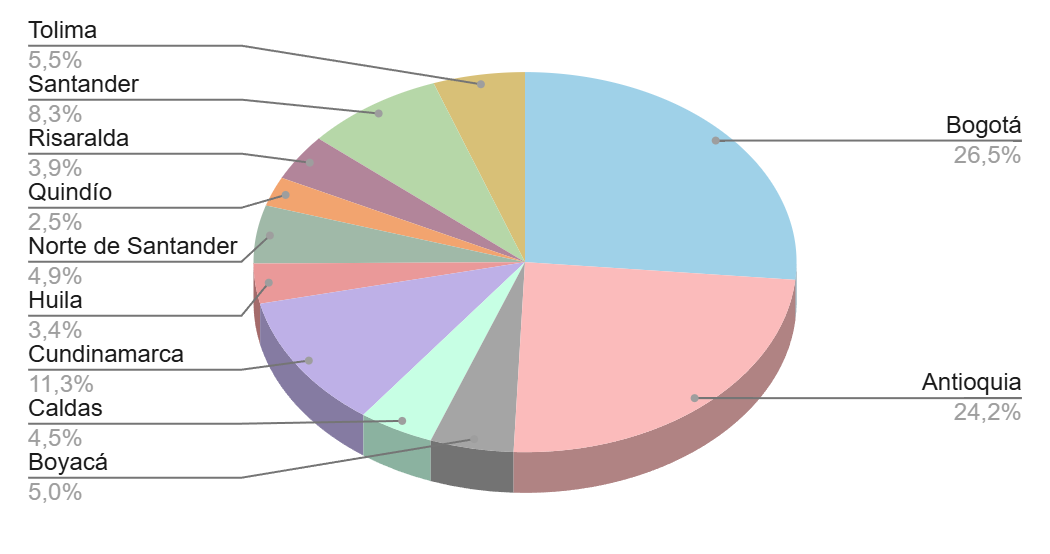 Tolima
5,5%
Santander
8,3%
Risaralda
3,9%
Quindío
2,5%
Norte de Santander
4,9%
Huila
3,4%
Cundinamarca
11,3%
Caldas
4,5%
Boyacá
5,0%
Bogotá
26,5%
Antioquia
24,2%